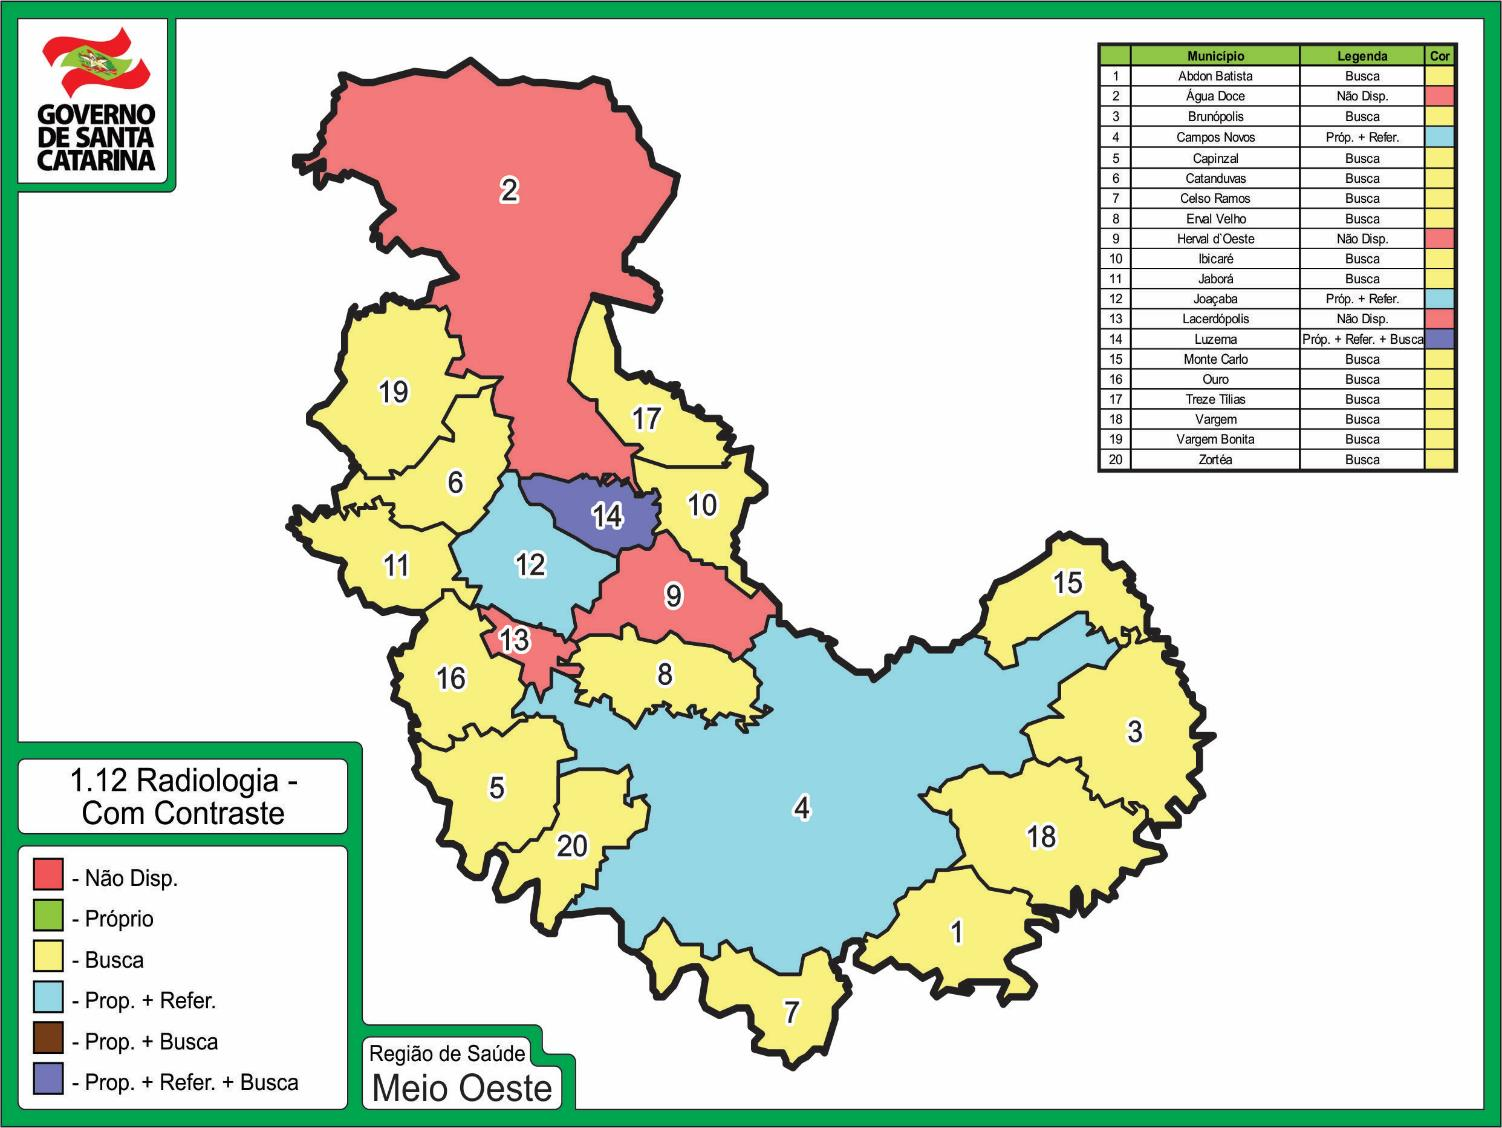 GOVERNO
DE SANTA
CATARINA
Município Legenda Cor
1 Abdon Batista Busca
2 Água Doce Não Disp.
3 Brunópolis Busca
4 Campos Novos Próp. + Refer.
5 Capinzal Busca
6 Catanduvas Busca
7 Celso Ramos Busca
8 Erval Velho Busca
9 Herval d`Oeste Não Disp.
10 Ibicaré Busca
11 Jaborá Busca
12 Joaçaba Próp. + Refer.
13 Lacerdópolis Não Disp.
14 Luzerna Próp. + Refer. + Busca
15 Monte Carlo Busca
16 Ouro Busca
17 Treze Tílias Busca
18 Vargem Busca
19 Vargem Bonita Busca
20 Zortéa Busca
2
19
17
6
10
14
11
12
15
9
13
8
16
3
5
4
18
20
1
7
1.12 Radiologia -
Com Contraste
- Não Disp.
- Próprio
- Busca
- Prop. + Refer.
- Prop. + Busca
- Prop. + Refer. + Busca
Região de Saúde
Meio Oeste